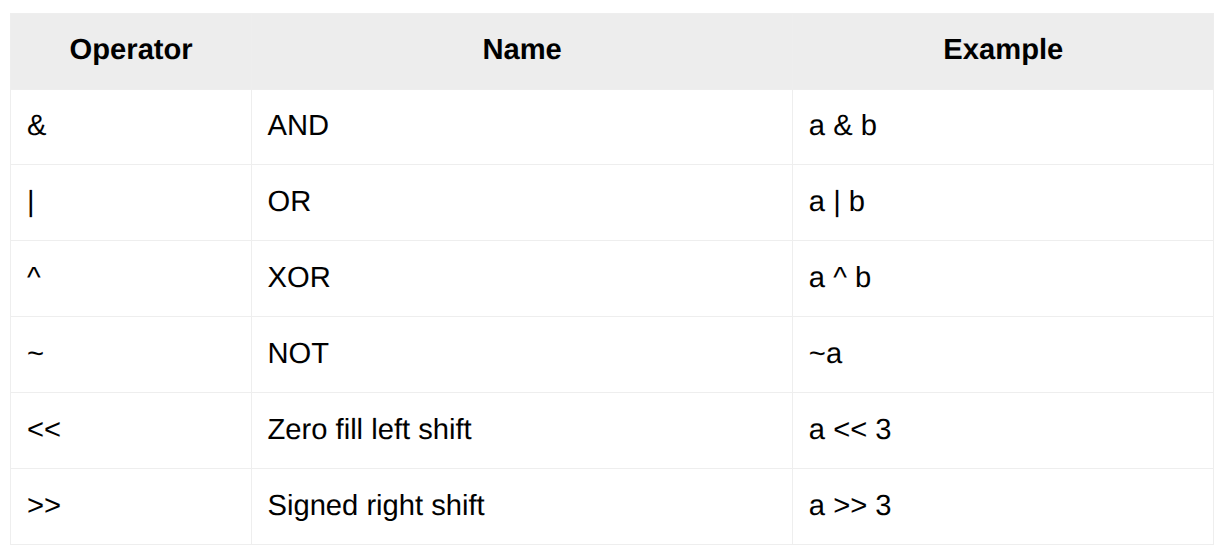 Operator Name Example
& AND a & b
| OR a | b
^ XOR a ^ b
~ NOT ~a
<< Zero fill left shift a << 3
>> Signed right shift a >> 3